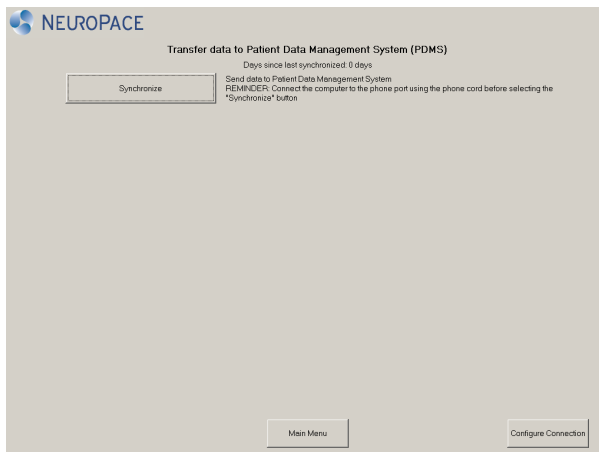 NEUROPACE
Transfer data to Patient Data Management System (PDMS)
Days since last synchronized: 0 days
Synchronize
Send data to Patient Data Management System
REMINDER: Connect the computer to the phone port using the phone cord before selecting the
"Synchronize" button
Main Menu
Configure Connection